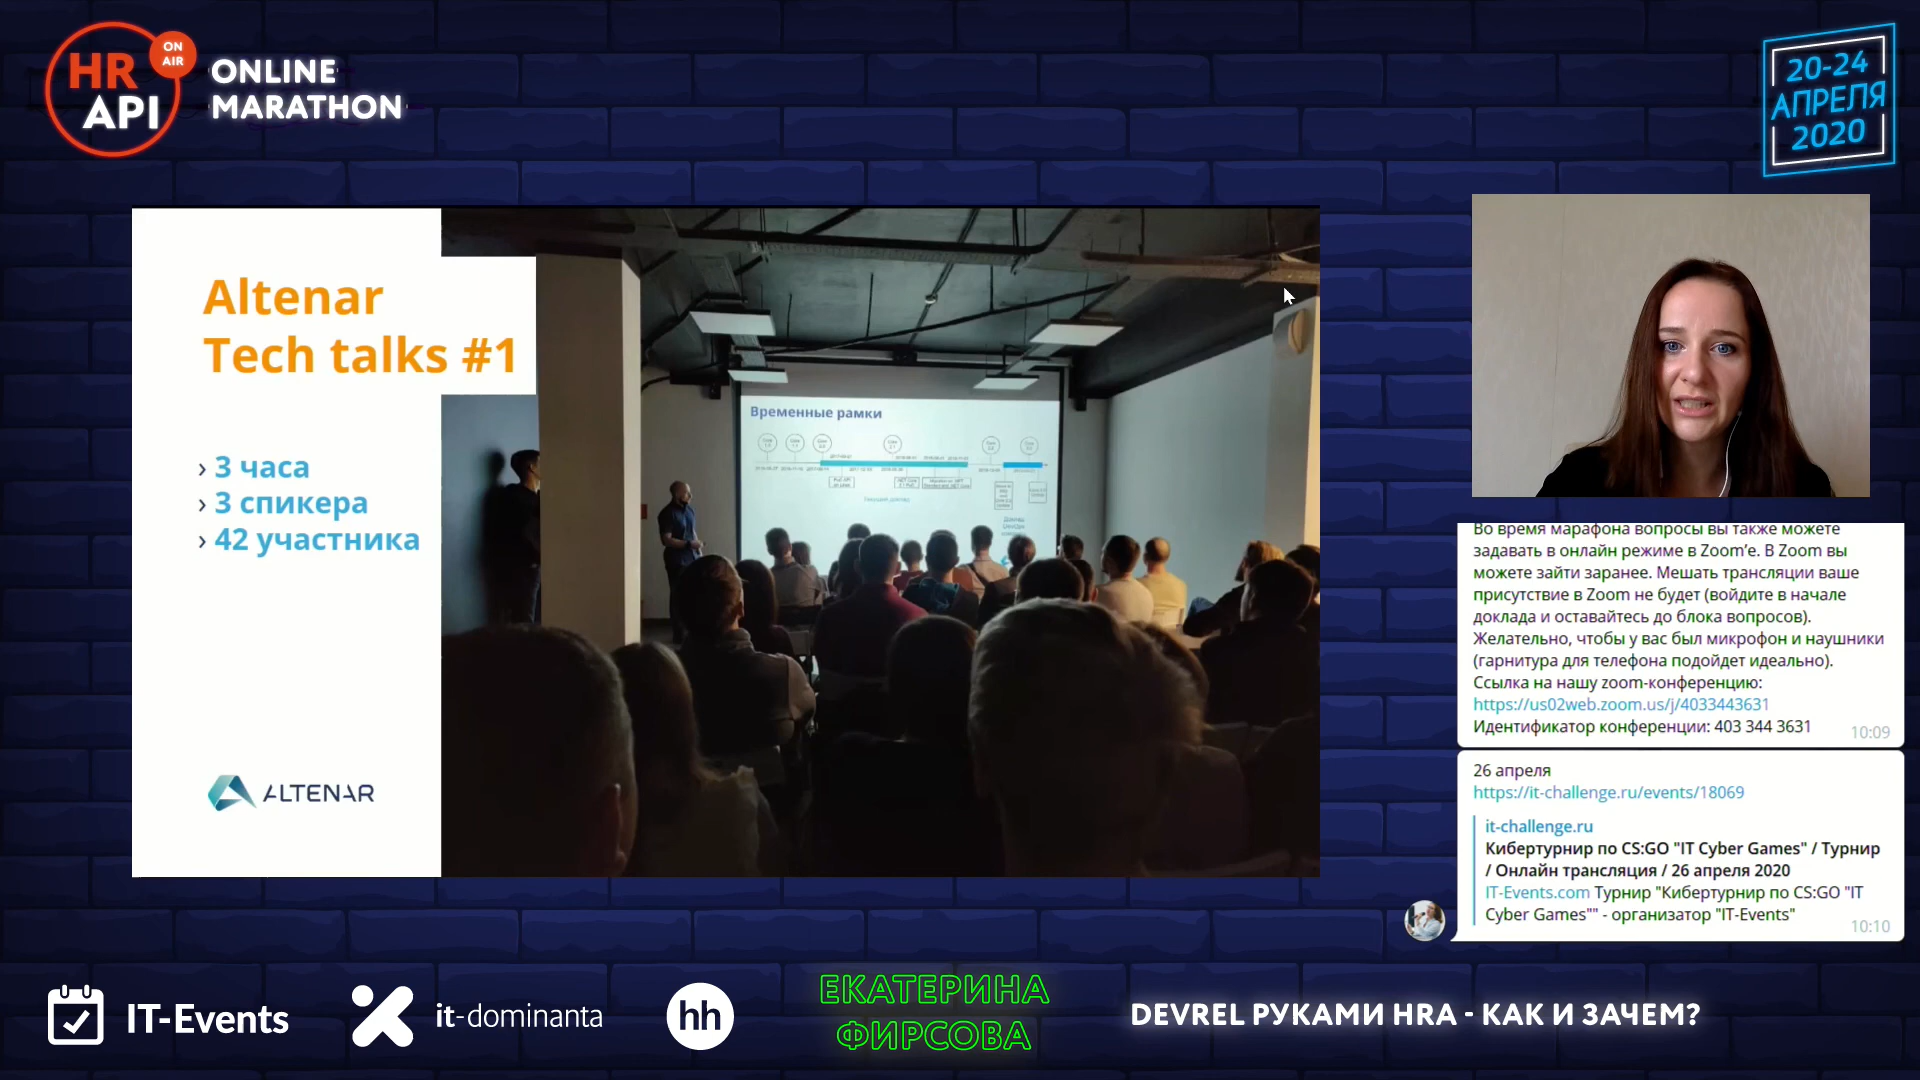 HR
API
ON
AIR
ONLINE
MARATHON
20-24
АПРЕЛЯ
2020
Altenar
Tech talks #1
› 3 часа
› 3 спикера
› 42 участника
ALTENAR
Временные рамки
Во время марафона вопросы вы также можете
задавать в онлайн режиме в Zoom’e. В Zoom вы
можете зайти заранее. Мешать трансляции ваше
присутствие в Zoom не будет (войдите в начале
доклада и оставайтесь до блока вопросов).
Желательно, чтобы у вас был микрофон и наушники
(гарнитура для телефона подойдет идеально).
Ссылка на нашу zoom-конференцию:
https://us02web.zoom.us/j/4033443631
Идентификатор конференции: 403 344 3631
10:09
26 апреля
https://it-challenge.ru/events/18069
it-challenge.ru
Кибертурнир по CS:GO "IT Cyber Games" / Турнир
/ Онлайн трансляция / 26 апреля 2020
IT-Events.com Турнир "Кибертурнир по CS:GO "IT
Cyber Games"" - организатор "IT-Events"
10:10
IT-Events
it-dominanta
hh
ЕКАТЕРИНА
ФИРСОВА
DEVREL РУКАМИ HRA - КАК И ЗАЧЕМ?